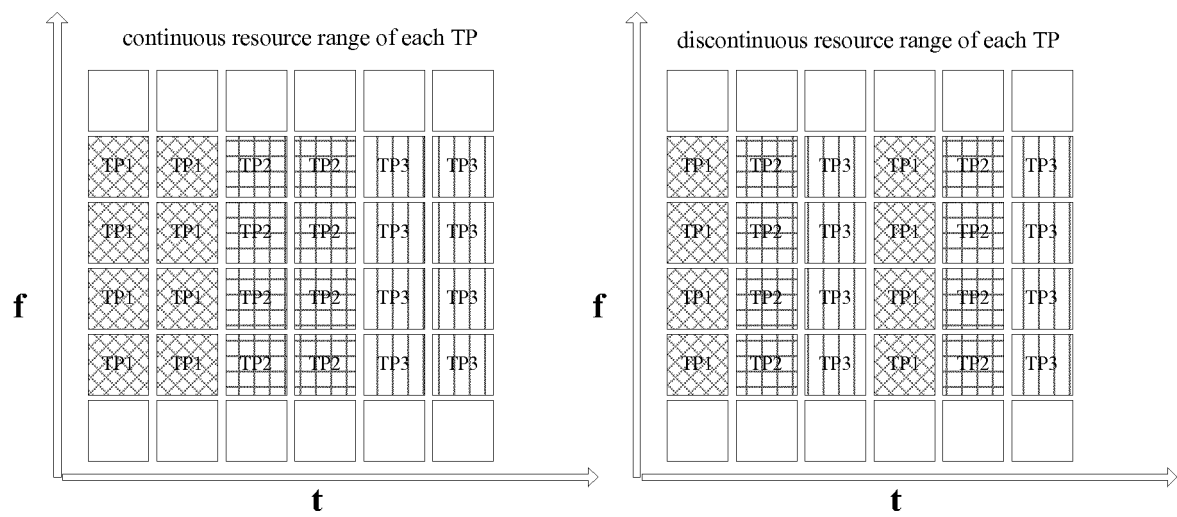 continuous resource range of each TP
TP1 TP1 TP2 TP2 TP3 TP3
TP1 TP1 TP2 TP2 TP3 TP3
TP1 TP1 TP2 TP2 TP3 TP3
TP1 TP1 TP2 TP2 TP3 TP3
f
t
discontinuous resource range of each TP
TP1 TP2 TP3 TP1 TP2 TP3
TP1 TP2 TP3 TP1 TP2 TP3
TP1 TP2 TP3 TP1 TP2 TP3
TP1 TP2 TP3 TP1 TP2 TP3
f
t